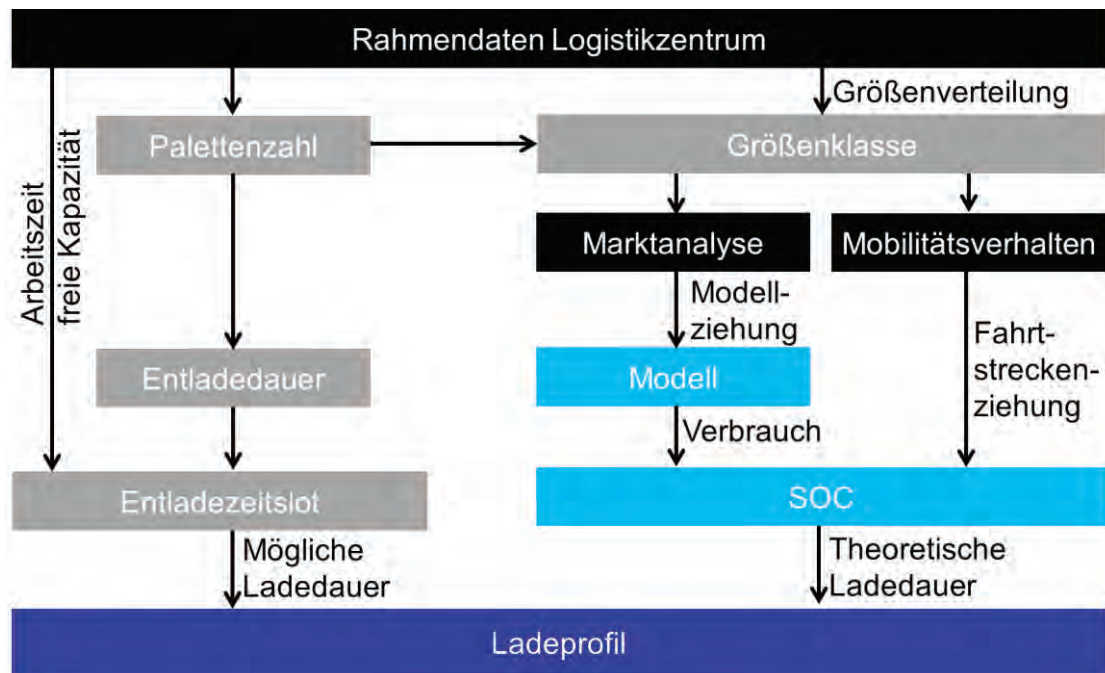 Rahmendaten Logistikzentrum
Größenverteilung
Palettenzahl
Größenklasse
Arbeitszeit
freie Kapazität
Marktanalyse
Mobilitätsverhalten
Modell-
ziehung
Fahrt-
strecken-
ziehung
Entladedauer
Modell
Verbrauch
Entladezeitslot
SOC
Mögliche
Ladedauer
Theoretische
Ladedauer
Ladeprofil